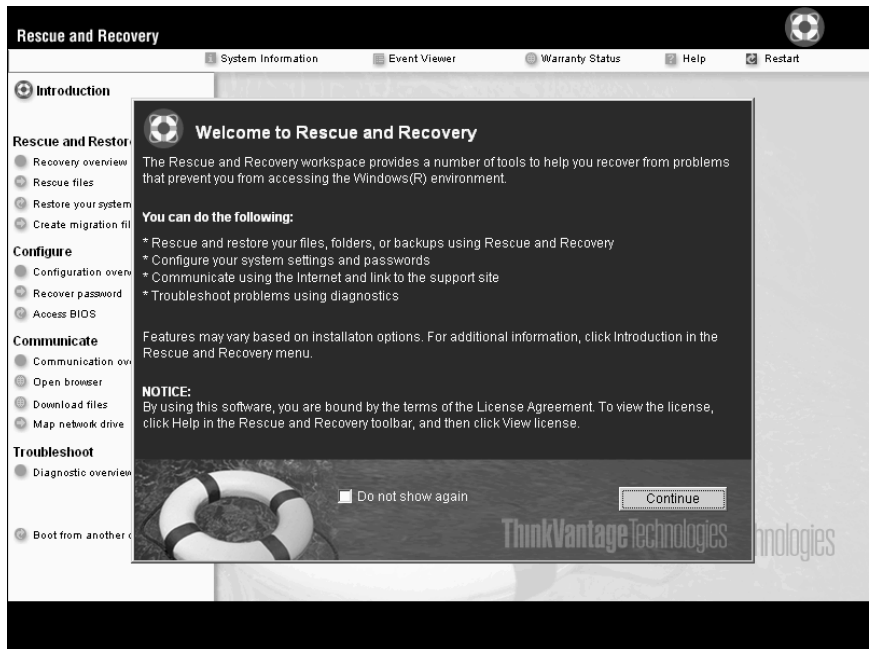 Rescue and Recovery
System Information
Event Viewer
Warranty Status
Help
Restart
Introduction
Rescue and Restor
Recovery overview
Rescue files
Restore your system
Create migration fil
Configure
Configuration overv
Recover password
Access BIOS
Communicate
Communication ov
Open browser
Download files
Map network drive
Troubleshoot
Diagnostic overview
Boot from another
Welcome to Rescue and Recovery
The Rescue and Recovery workspace provides a number of tools to help you recover from problems
that prevent you from accessing the Windows(R) environment.
You can do the following:
* Rescue and restore your files, folders, or backups using Rescue and Recovery
* Configure your system settings and passwords
* Communicate using the Internet and link to the support site
* Troubleshoot problems using diagnostics
Features may vary based on installaton options. For additional information, click Introduction in the
Rescue and Recovery menu.
NOTICE:
By using this software, you are bound by the terms of the License Agreement. To view the license,
click Help in the Rescue and Recovery toolbar, and then click View license.
Do not show again
Continue
ThinkVantage Technologies
hnologies